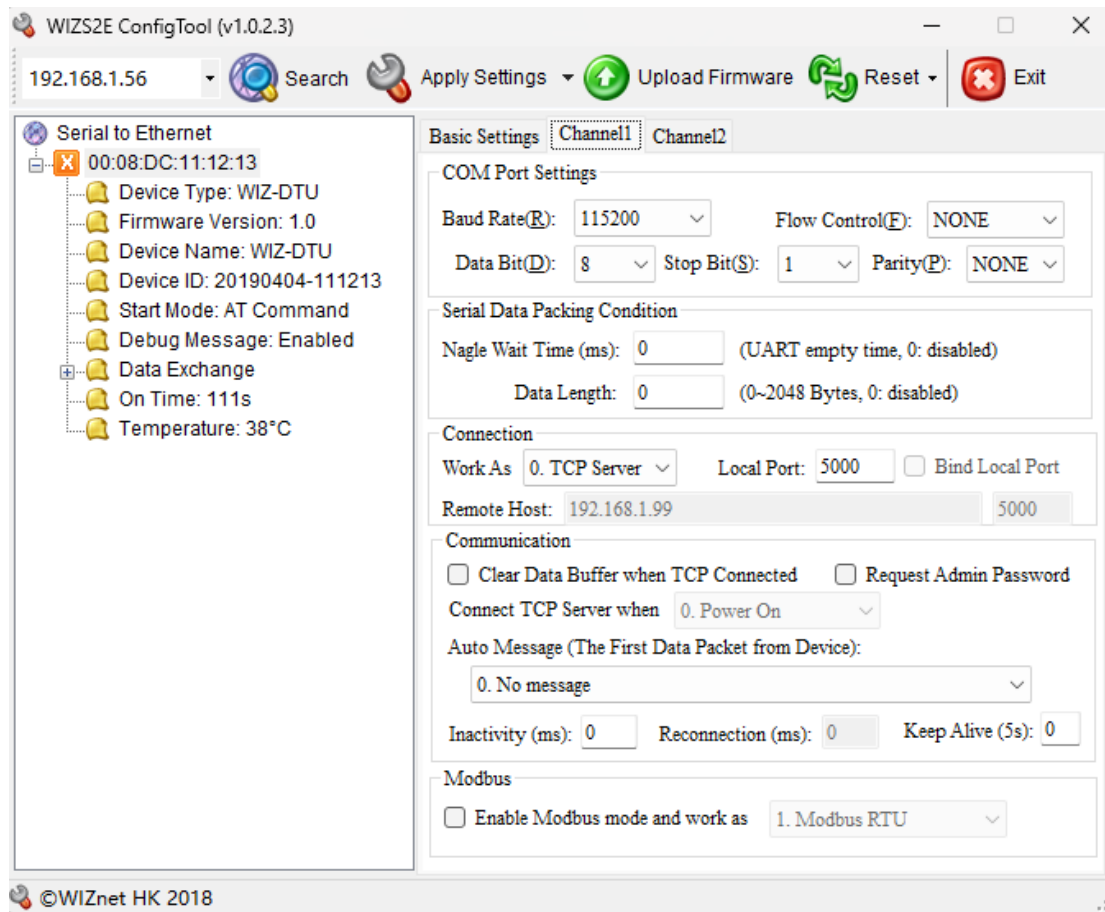 WIZS2E ConfigTool (v1.0.2.3)
192.168.1.56 Search Apply Settings Upload Firmware Reset Exit
Serial to Ethernet
00:08:DC:11:12:13
Device Type: WIZ-DTU
Firmware Version: 1.0
Device Name: WIZ-DTU
Device ID: 20190404-111213
Start Mode: AT Command
Debug Message: Enabled
Data Exchange
On Time: 111s
Temperature: 38°C
Basic Settings Channel1 Channel2
COM Port Settings
Baud Rate(R): 115200 Flow Control(F): NONE
Data Bit(D): 8 Stop Bit(S): 1 Parity(P): NONE
Serial Data Packing Condition
Nagle Wait Time (ms): 0 (UART empty time, 0: disabled)
Data Length: 0 (0~2048 Bytes, 0: disabled)
Connection
Work As 0. TCP Server Local Port: 5000 Bind Local Port
Remote Host: 192.168.1.99 5000
Communication
Clear Data Buffer when TCP Connected Request Admin Password
Connect TCP Server when 0. Power On
Auto Message (The First Data Packet from Device):
0. No message
Inactivity (ms): 0 Reconnection (ms): 0 Keep Alive (5s): 0
Modbus
Enable Modbus mode and work as 1. Modbus RTU
©WIZnet HK 2018